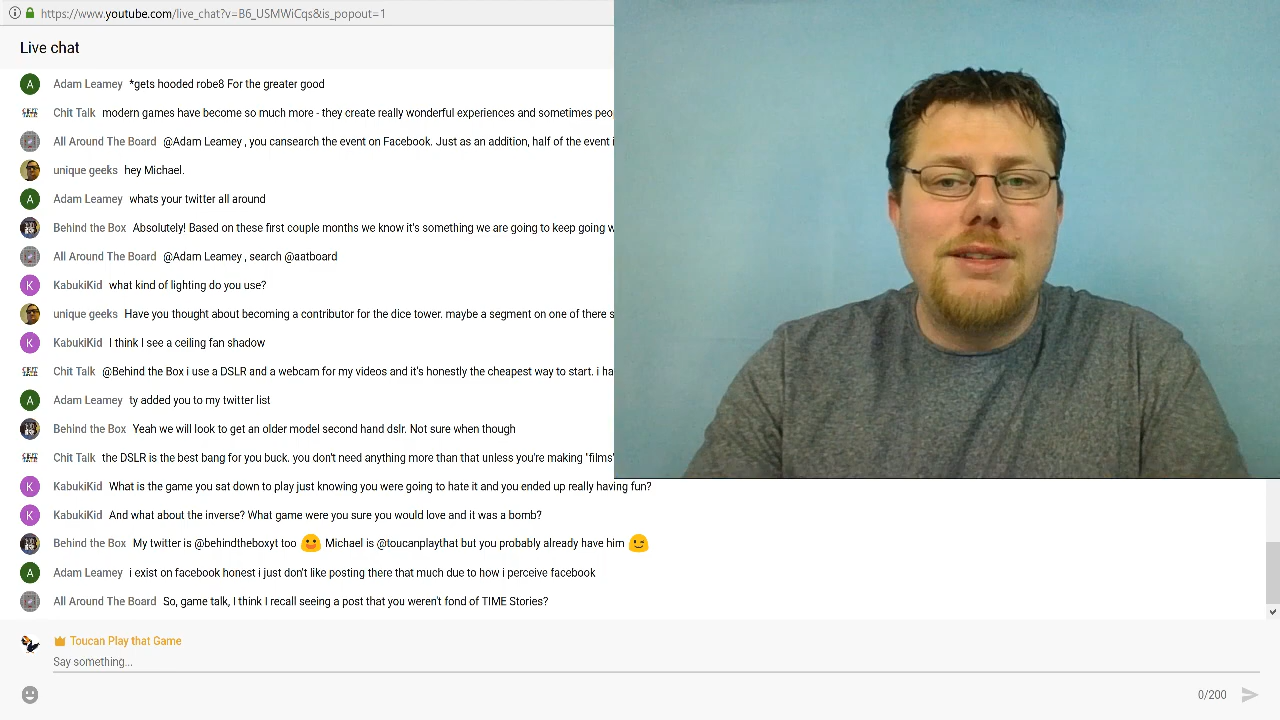 https://www.youtube.com/live_chat?v=B6_USMWiCqs&is_popout=1
Live chat
A Adam Leamey *gets hooded robe8 For the greater good
Chit Talk modern games have become so much more - they create really wonderful experiences and sometimes peo
All Around The Board @Adam Leamey , you cansearch the event on Facebook. Just as an addition, half of the event i
unique geeks hey Michael.
A Adam Leamey whats your twitter all around
Behind the Box Absolutely! Based on these first couple months we know it's something we are going to keep going w
All Around The Board @Adam Leamey , search @aatboard
K KabukiKid what kind of lighting do you use?
unique geeks Have you thought about becoming a contributor for the dice tower. maybe a segment on one of there s
K KabukiKid I think I see a ceiling fan shadow
Chit Talk @Behind the Box i use a DSLR and a webcam for my videos and it's honestly the cheapest way to start. i ha
A Adam Leamey ty added you to my twitter list
Behind the Box Yeah we will look to get an older model second hand dslr. Not sure when though
Chit Talk the DSLR is the best bang for you buck. you don't need anything more than that unless you're making "films"
K KabukiKid What is the game you sat down to play just knowing you were going to hate it and you ended up really having fun?
K KabukiKid And what about the inverse? What game were you sure you would love and it was a bomb?
Behind the Box My twitter is @behindtheboxyt too 😛 Michael is @toucanplaythat but you probably already have him 😉
A Adam Leamey i exist on facebook honest i just don't like posting there that much due to how i perceive facebook
All Around The Board So, game talk, I think I recall seeing a post that you weren't fond of TIME Stories?
Toucan Play that Game
Say something...
0/200